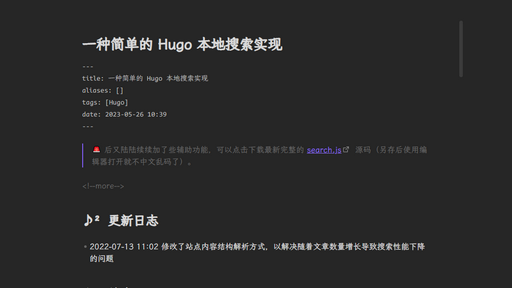 一种简单的 Hugo 本地搜索实现
---
title: 一种简单的 Hugo 本地搜索实现
aliases: []
tags: [Hugo]
date: 2023-05-26 10:39
---
🚨 后又陆陆续续加了些辅助功能，可以点击下载最新完整的 search.js 源码（另存后使用编
辑器打开就不中文乱码了）。
<!--more-->
♪² 更新日志
• 2022-07-13 11:02 修改了站点内容结构解析方式，以解决随着文章数量增长导致搜索性能下降
的问题